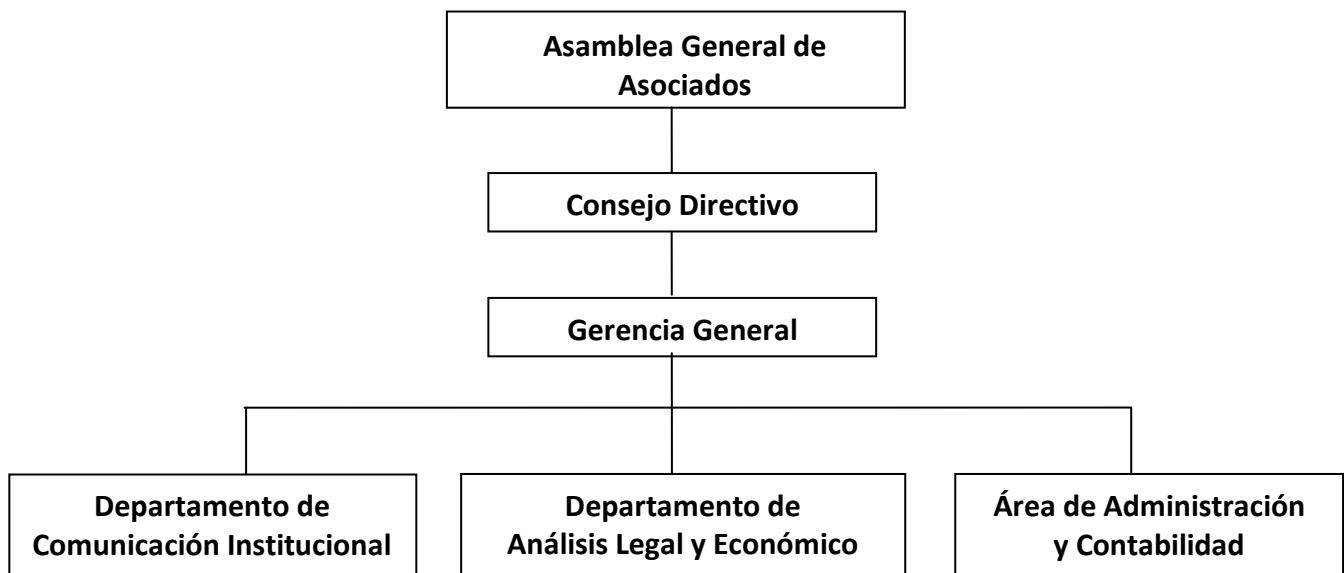 Asamblea General de
Asociados
Consejo Directivo
Gerencia General
Departamento de
Comunicación Institucional
Departamento de
Análisis Legal y Económico
Área de Administración
y Contabilidad